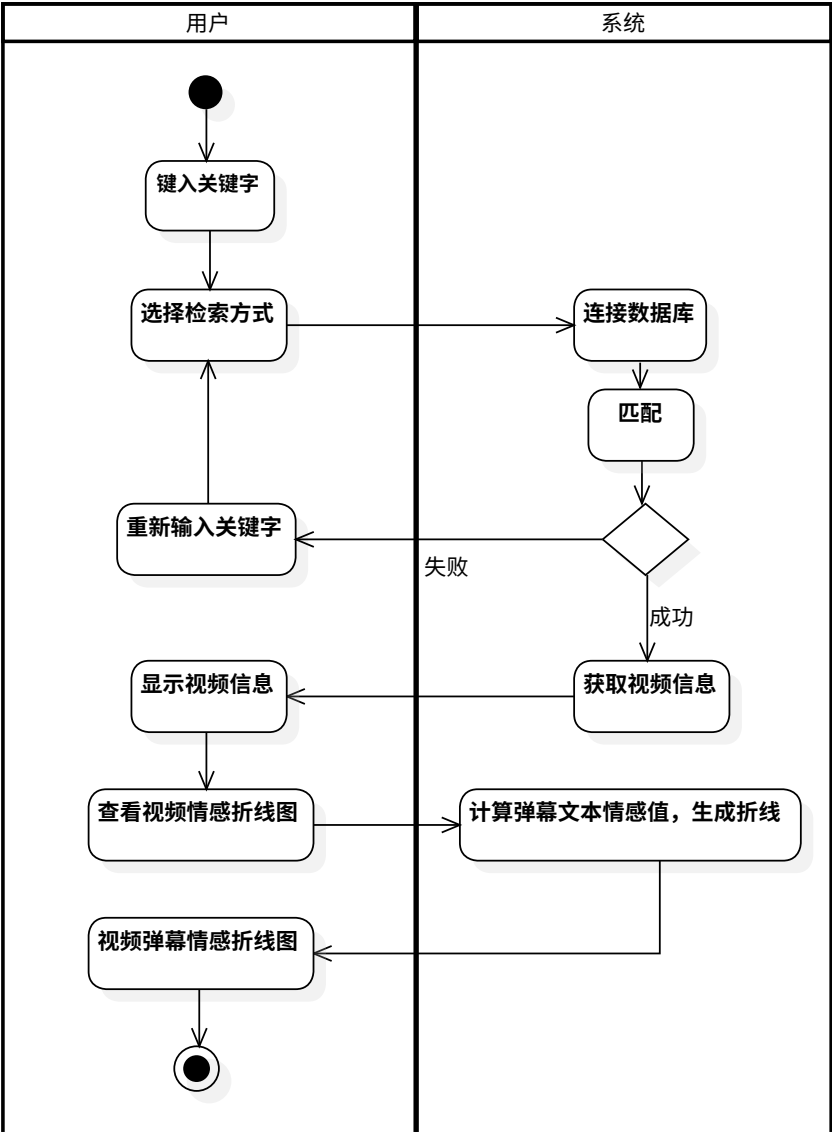 用户
系统
键入关键字
选择检索方式
连接数据库
匹配
重新输入关键字
失败
成功
显示视频信息
获取视频信息
查看视频情感折线图
计算弹幕文本情感值，生成折线
视频弹幕情感折线图